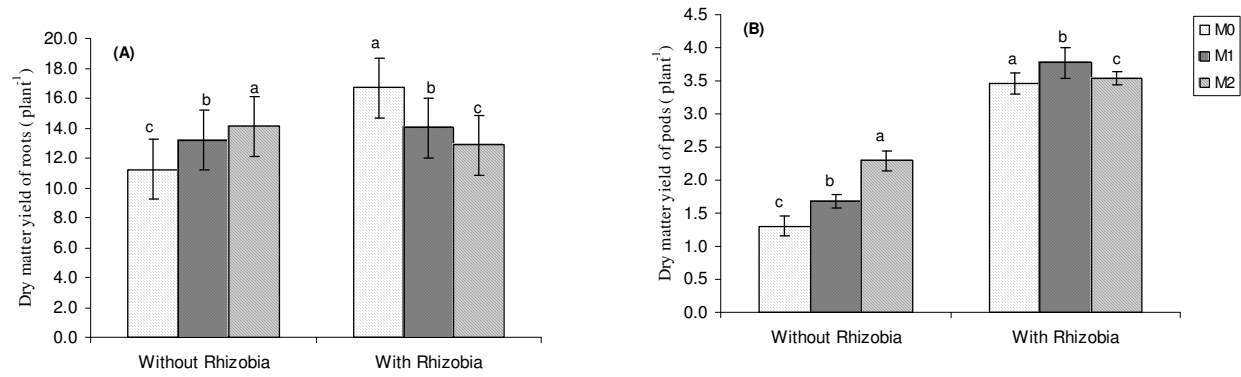 (A)
Dry matter yield of roots ( plant⁻¹)
20.0
18.0
16.0
14.0
12.0
10.0
8.0
6.0
4.0
2.0
0.0
c
b
a
a
b
c
Without Rhizobia
With Rhizobia
(B)
Dry matter yield of pods ( plant⁻¹)
4.5
4.0
3.5
3.0
2.5
2.0
1.5
1.0
0.5
0.0
c
b
a
a
b
c
Without Rhizobia
With Rhizobia
M0
M1
M2